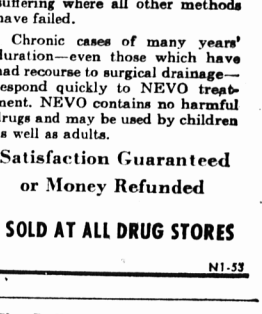 suffering where all other methods
have failed.
Chronic cases of many years'
duration—even those which have
had recourse to surgical drainage—
respond quickly to NEVO treat-
ment. NEVO contains no harmful
drugs and may be used by children
as well as adults.
Satisfaction Guaranteed
or Money Refunded
SOLD AT ALL DRUG STORES
N1-53